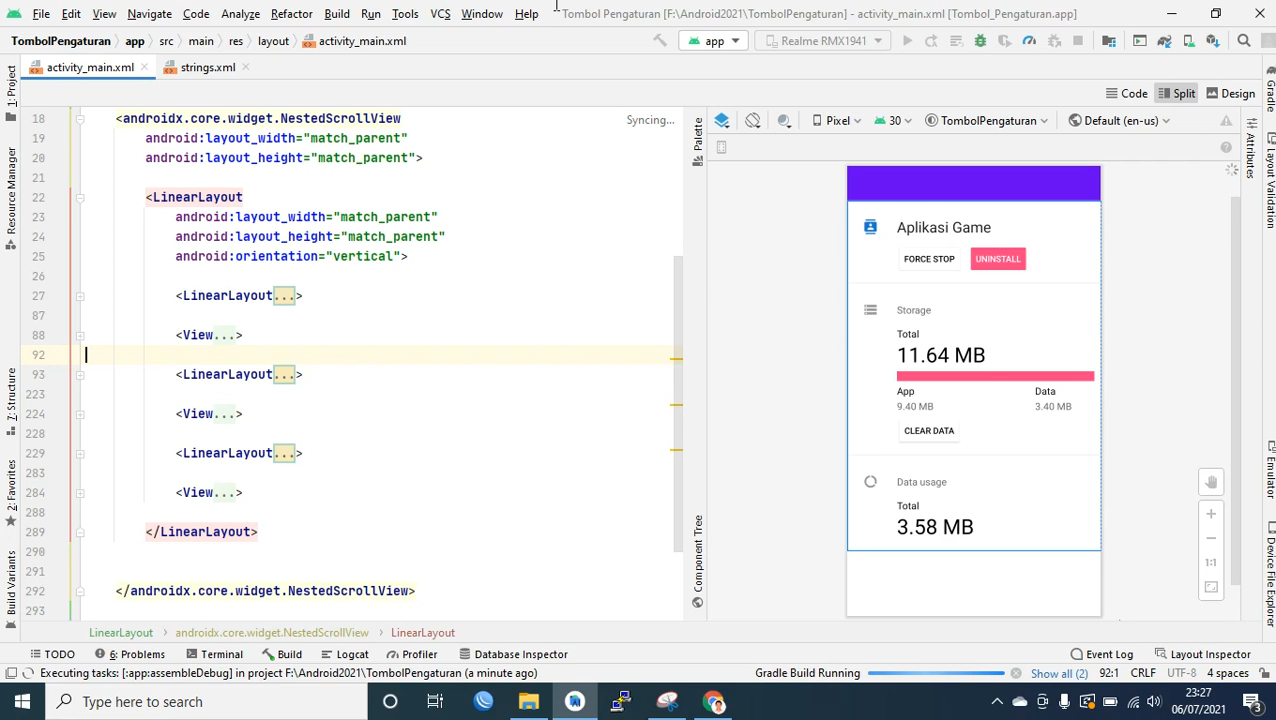 File Edit View Navigate Code Analyze Refactor Build Run Tools VCS Window Help Tombol Pengaturan [F:\Android2021\TombolPengaturan] - activity_main.xml [Tombol_Pengaturan.app]
TombolPengaturan app src main res layout activity_main.xml app Realme RMX1941
activity_main.xml strings.xml
Code Split Design
1: Project
Resource Manager
7: Structure
2: Favorites
Build Variants
18 <androidx.core.widget.NestedScrollView Syncing...
19 android:layout_width="match_parent"
20 android:layout_height="match_parent">
21
22 <LinearLayout
23 android:layout_width="match_parent"
24 android:layout_height="match_parent"
25 android:orientation="vertical">
26
27 <LinearLayout...>
87
88 <View...>
92
93 <LinearLayout...>
223
224 <View...>
228
229 <LinearLayout...>
283
284 <View...>
288
289 </LinearLayout>
290
291
292 </androidx.core.widget.NestedScrollView>
293
LinearLayout androidx.core.widget.NestedScrollView LinearLayout
Palette
Component Tree
Pixel 30 TombolPengaturan Default (en-us)
Aplikasi Game
FORCE STOP UNINSTALL
Storage
Total
11.64 MB
App Data
9.40 MB 3.40 MB
CLEAR DATA
Data usage
Total
3.58 MB
1:1
Attributes
Gradle
Layout Validation
Emulator
Device File Explorer
TODO 6: Problems Terminal Build Logcat Profiler Database Inspector Event Log Layout Inspector
Executing tasks: [:app:assembleDebug] in project F:\Android2021\TombolPengaturan (a minute ago) Gradle Build Running Show all (2) 92:1 CRLF UTF-8 4 spaces
Type here to search
23:27
06/07/2021
3